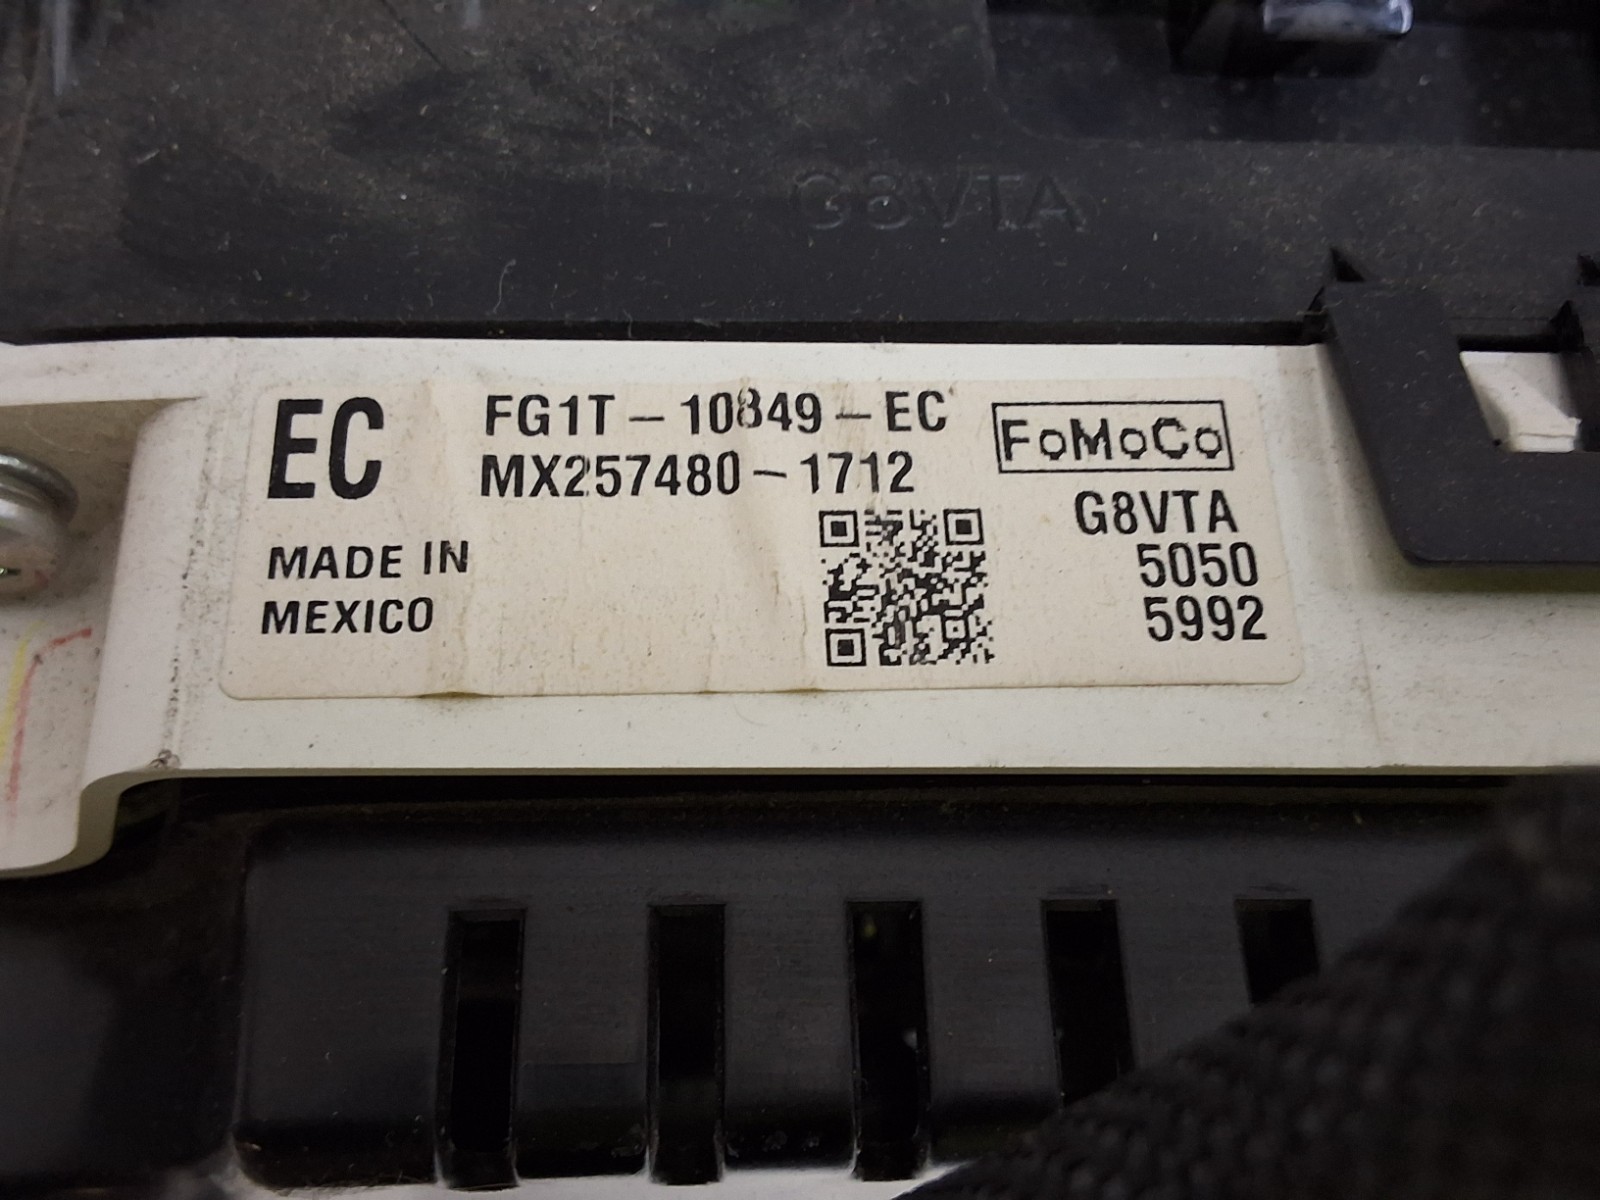 G8VTA
EC
FG1T-10849-EC
MX257480-1712
FoMoCo
G8VTA
5050
5992
MADE IN
MEXICO